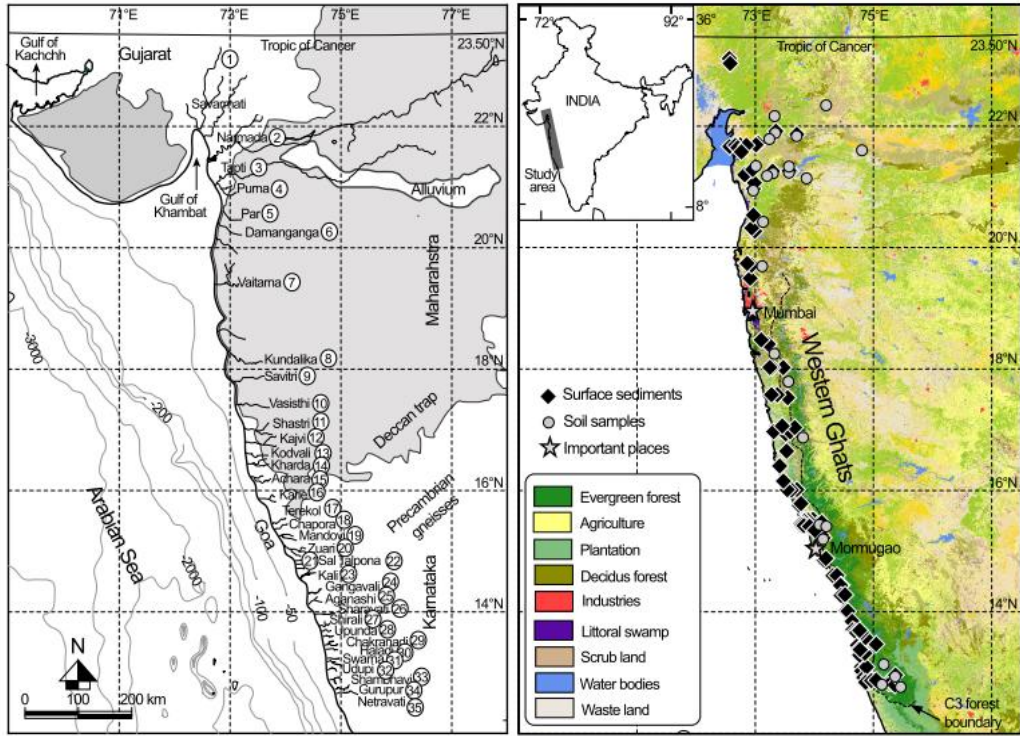 71°E
73°E
75°E
77°E
Gulf of
Kachchh
Gujarat
Tropic of Cancer
23.50°N
1
Savarmati
22°N
Narmada 2
Tapti 3
Purna 4
Alluvium
Gulf of
Khambat
Par 5
Damanganga 6
20°N
Vaitarna 7
Maharahstra
Kundalika 8
18°N
Savitri 9
Vasisthi 10
Shastri 11
Kajvi 12
Kodvali 13
Kharda 14
Achara 15
Kane 16
Deccan trap
16°N
Terekol 17
Chapora 18
Mandovi 19
Zuari 20
21 Sal Talpona 22
Kali 23
Gangavali 24
Aganashi 25
Sharavati 26
Shirali 27
Upunda 28
Chakranadi 29
Haladi 30
Swarna 31
Udupi 32
Shambhavi 33
Gurupur 34
Netravati 35
14°N
Precambrian
gneisses
Karnataka
Goa
Arabian Sea
-3000
-200
-2000
-100
-50
N
0 100 200 km
72°E
92°E
36
73°E
75°E
INDIA
Study
area
8°
Tropic of Cancer
23.50°N
22°N
20°N
Mumbai
18°N
Western Ghats
16°N
Mormugao
14°N
C3 forest
boundary
Surface sediments
Soil samples
Important places
Evergreen forest
Agriculture
Plantation
Decidus forest
Industries
Littoral swamp
Scrub land
Water bodies
Waste land